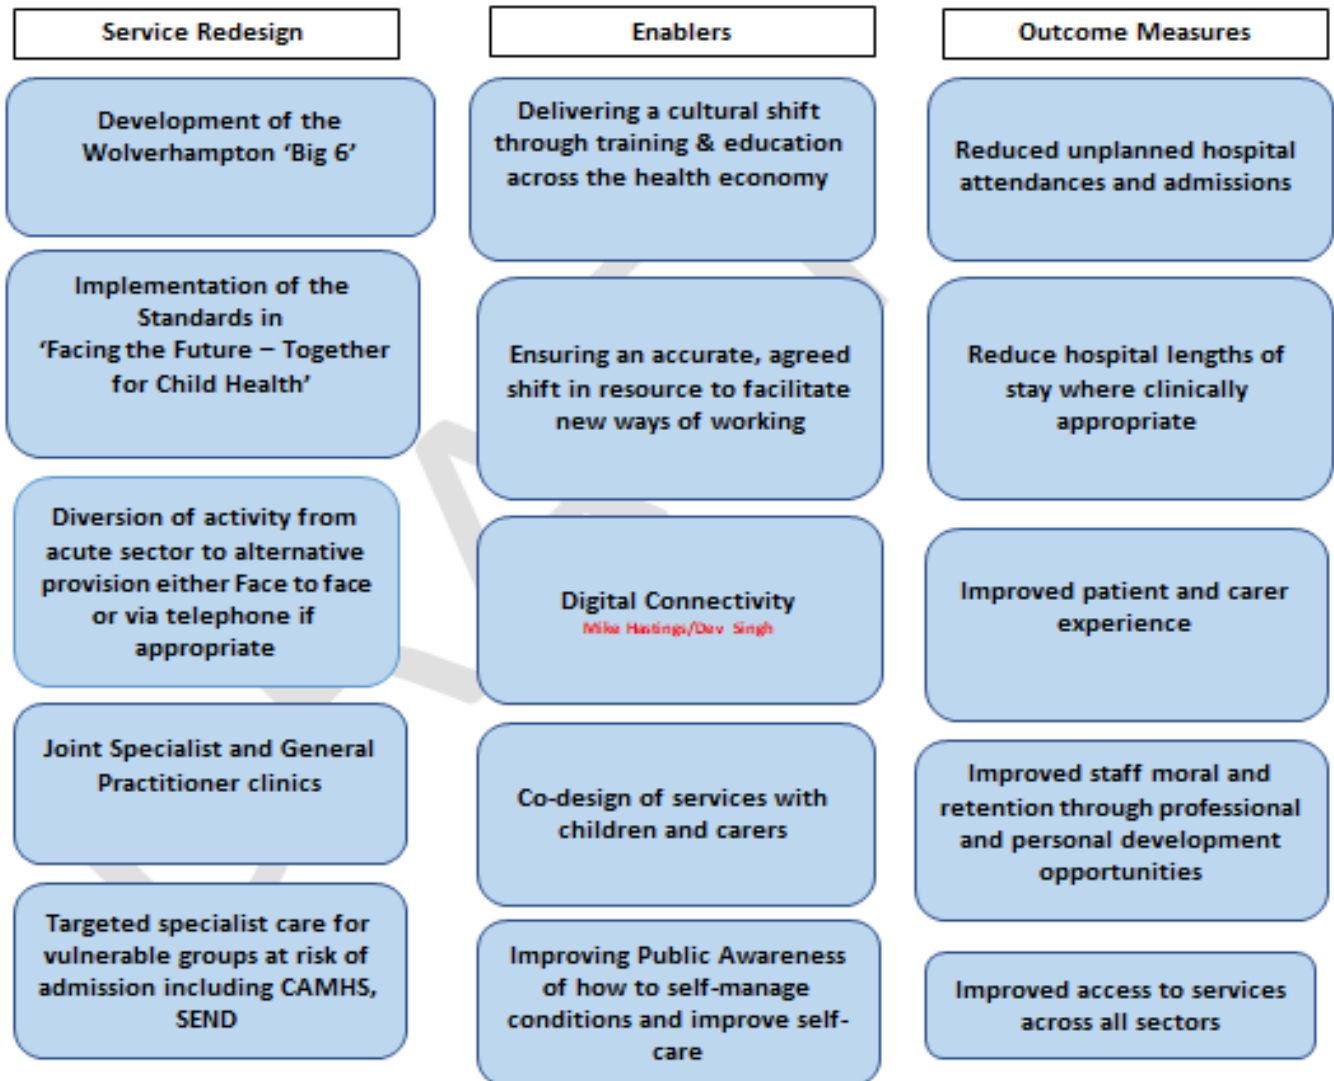 Service Redesign
Development of the
Wolverhampton ‘Big 6’
Implementation of the
Standards in
‘Facing the Future – Together
for Child Health’
Diversion of activity from
acute sector to alternative
provision either Face to face
or via telephone if
appropriate
Joint Specialist and General
Practitioner clinics
Targeted specialist care for
vulnerable groups at risk of
admission including CAMHS,
SEND
Enablers
Delivering a cultural shift
through training & education
across the health economy
Ensuring an accurate, agreed
shift in resource to facilitate
new ways of working
Digital Connectivity
Mike Hastings/Dev Singh
Co-design of services with
children and carers
Improving Public Awareness
of how to self-manage
conditions and improve self-
care
Outcome Measures
Reduced unplanned hospital
attendances and admissions
Reduce hospital lengths of
stay where clinically
appropriate
Improved patient and carer
experience
Improved staff moral and
retention through professional
and personal development
opportunities
Improved access to services
across all sectors